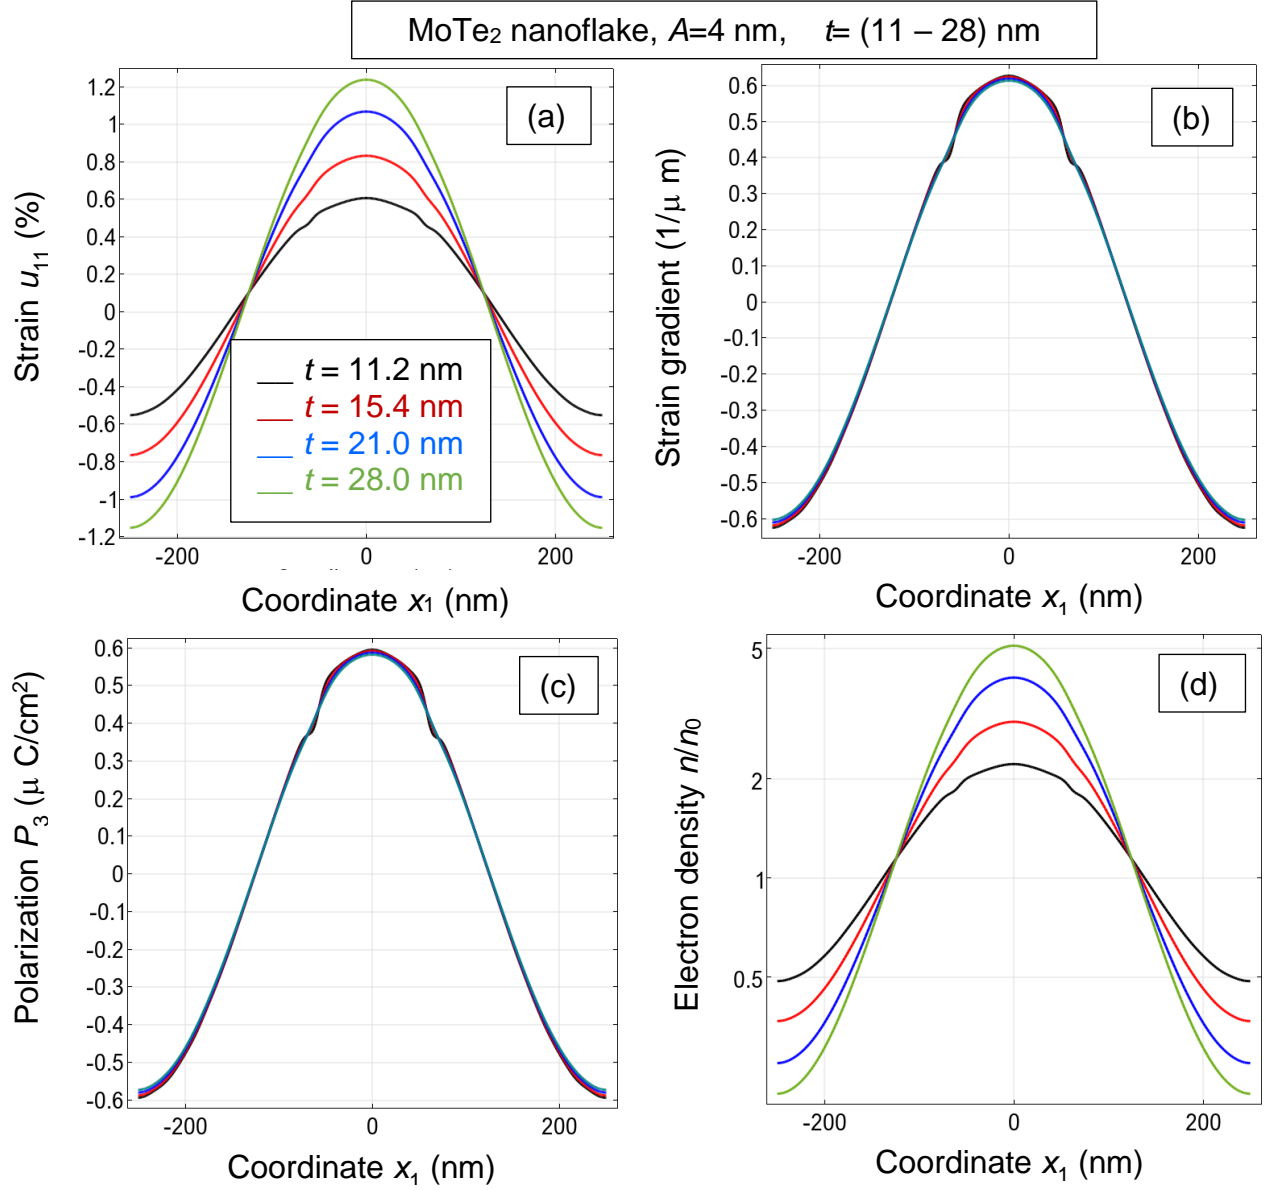 MoTe₂ nanoflake, A=4 nm, t= (11 – 28) nm
(a)
Strain u₁₁ (%)
1.2
1
0.8
0.6
0.4
0.2
0
-0.2
-0.4
-0.6
-0.8
-1
-1.2
t = 11.2 nm
t = 15.4 nm
t = 21.0 nm
t = 28.0 nm
-200 0 200
Coordinate x₁ (nm)
(b)
Strain gradient (1/μ m)
0.6
0.5
0.4
0.3
0.2
0.1
0
-0.1
-0.2
-0.3
-0.4
-0.5
-0.6
-200 0 200
Coordinate x₁ (nm)
(c)
Polarization P₃ (μ C/cm²)
0.6
0.5
0.4
0.3
0.2
0.1
0
-0.1
-0.2
-0.3
-0.4
-0.5
-0.6
-200 0 200
Coordinate x₁ (nm)
(d)
Electron density n/n₀
5
2
1
0.5
-200 0 200
Coordinate x₁ (nm)